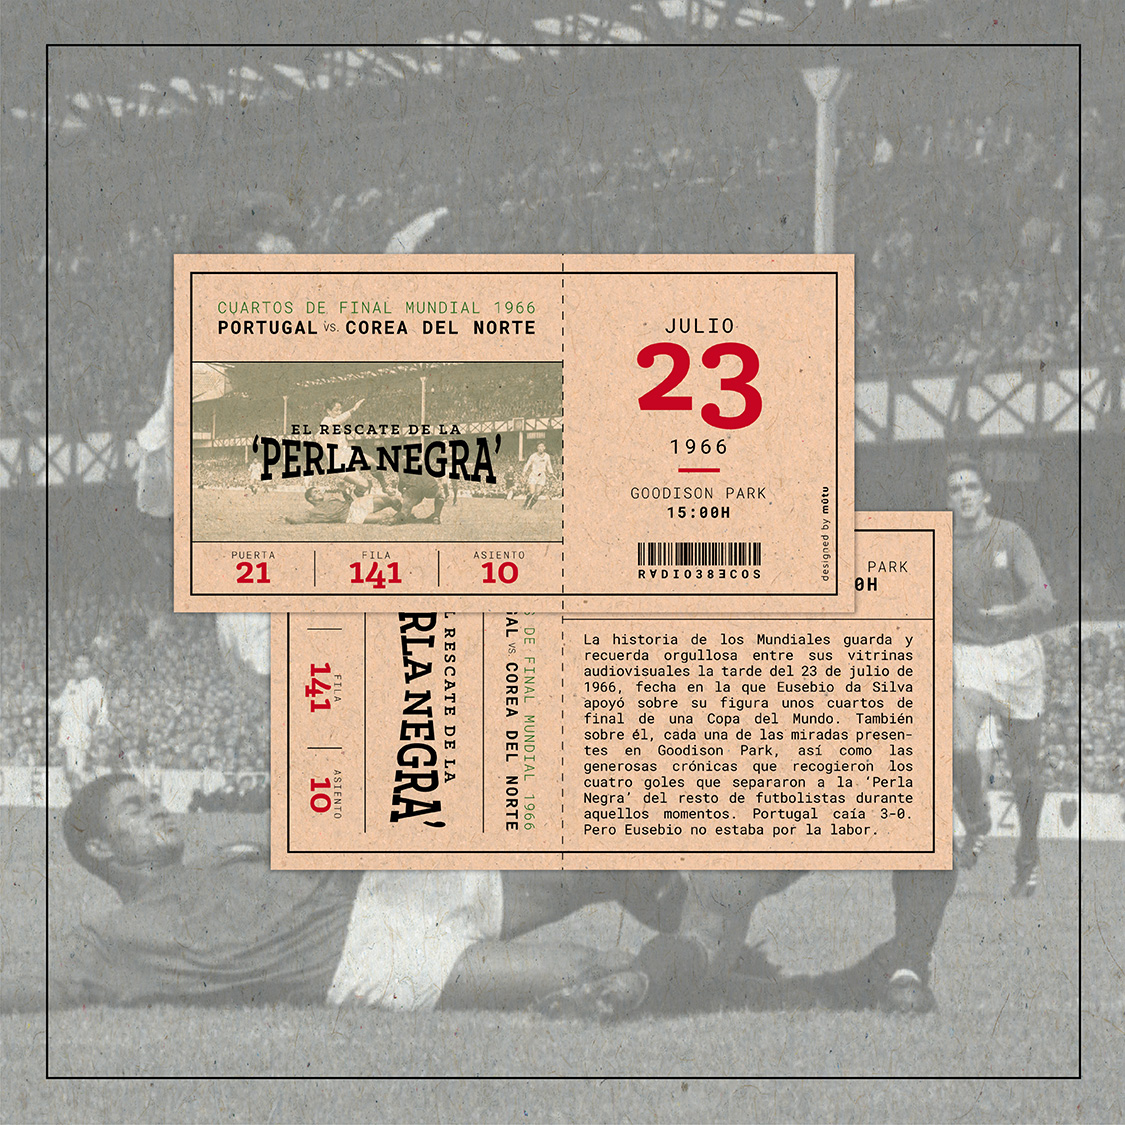 CUARTOS DE FINAL MUNDIAL 1966
PORTUGAL VS. COREA DEL NORTE
EL RESCATE DE LA
‘PERLA NEGRA’
PUERTA
21
FILA
141
ASIENTO
10
JULIO
23
1966
GOODISON PARK
15:00H
RADIO38ECOS
designed by mūtu
PARK
0H
La historia de los Mundiales guarda y
recuerda orgullosa entre sus vitrinas
audiovisuales la tarde del 23 de julio de
1966, fecha en la que Eusebio da Silva
apoyó sobre su figura unos cuartos de
final de una Copa del Mundo. También
sobre él, cada una de las miradas presen-
tes en Goodison Park, así como las
generosas crónicas que recogieron los
cuatro goles que separaron a la ‘Perla
Negra’ del resto de futbolistas durante
aquellos momentos. Portugal caía 3-0.
Pero Eusebio no estaba por la labor.
S DE FINAL MUNDIAL 1966
GAL VS. COREA DEL NORTE
L RESCATE DE LA
RLA NEGRA’
FILA
141
ASIENTO
10